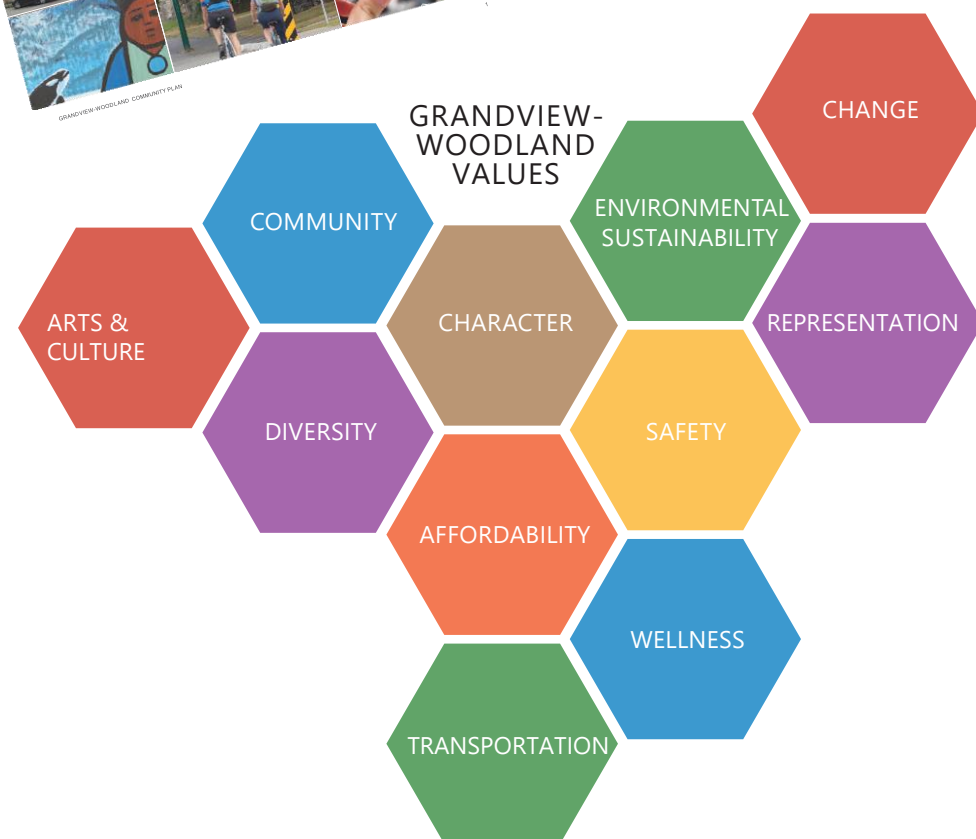 GRANDVIEW-WOODLAND COMMUNITY PLAN
GRANDVIEW-
WOODLAND
VALUES
CHANGE
COMMUNITY
ENVIRONMENTAL
SUSTAINABILITY
ARTS &
CULTURE
CHARACTER
REPRESENTATION
DIVERSITY
SAFETY
AFFORDABILITY
WELLNESS
TRANSPORTATION